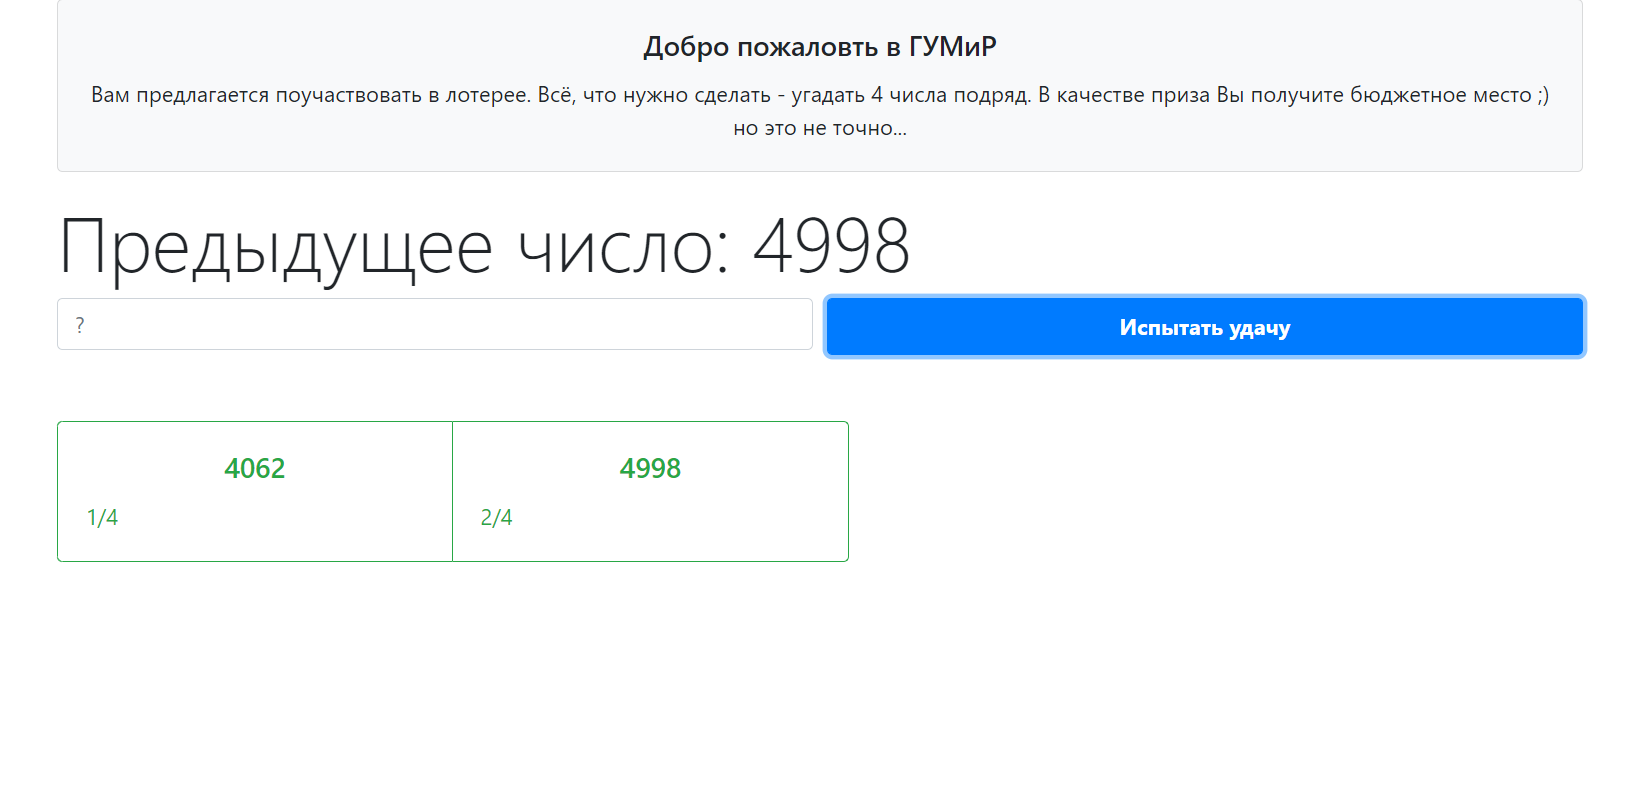 Добро пожаловть в ГУМиР
Вам предлагается поучаствовать в лотерее. Всё, что нужно сделать - угадать 4 числа подряд. В качестве приза Вы получите бюджетное место ;)
но это не точно...
Предыдущее число: 4998
?
Испытать удачу
4062
4998
1/4
2/4